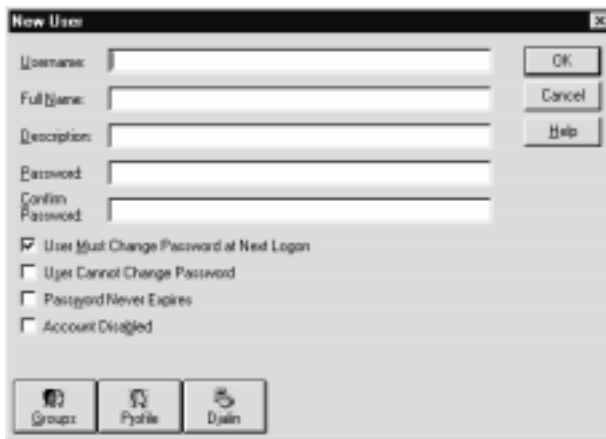 New User
Username:
OK
Full Name:
Cancel
Description:
Help
Password:
Confirm
Password:
User Must Change Password at Next Logon
User Cannot Change Password
Password Never Expires
Account Disabled
Groups
Profile
Dialin